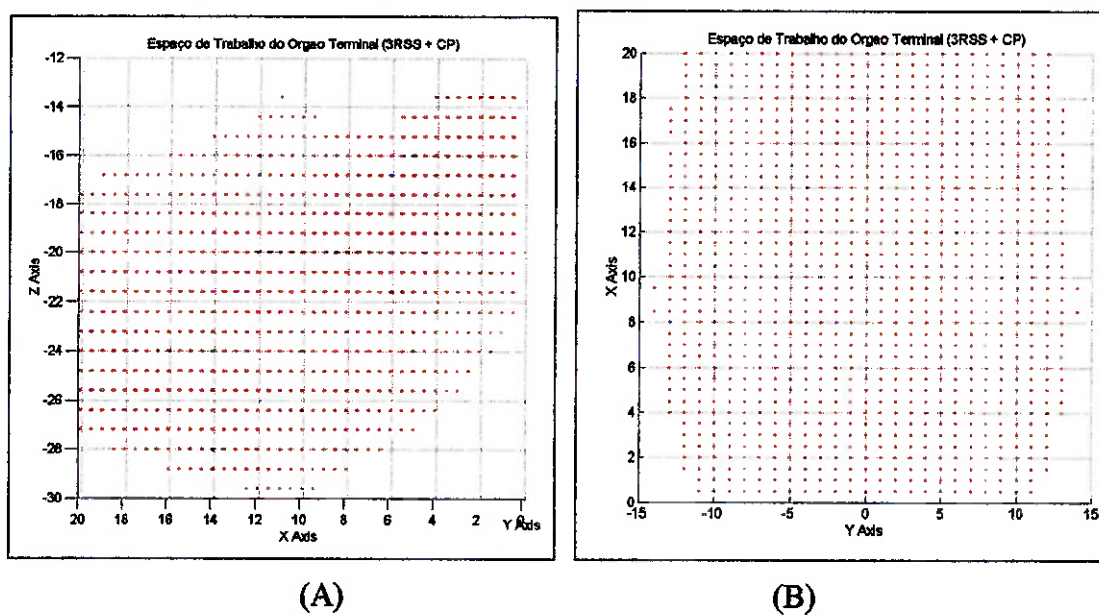 Espaço de Trabalho do Orgao Terminal (3RSS + CP)
-12
-14
-16
-18
-20
-22
-24
-26
-28
-30
Z Axis
20 18 16 14 12 10 8 6 4 2 0
X Axis
Y Axis
(A)
Espaço de Trabalho do Orgao Terminal (3RSS + CP)
20
18
16
14
12
10
8
6
4
2
0
X Axis
-15 -10 -5 0 5 10 15
Y Axis
(B)